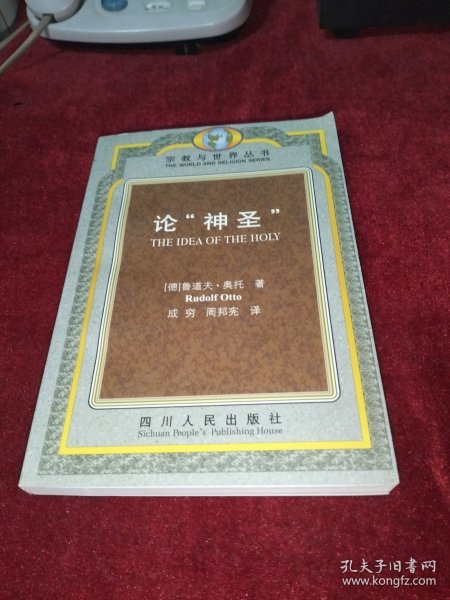 宗教与世界丛书
THE WORLD AND RELIGION SERIES
论“神圣”
THE IDEA OF THE HOLY
[德]鲁道夫·奥托 著
Rudolf Otto
成 穷 周邦宪 译
四川人民出版社
Sichuan People's Publishing House
孔夫子旧书网
www.kongfz.com